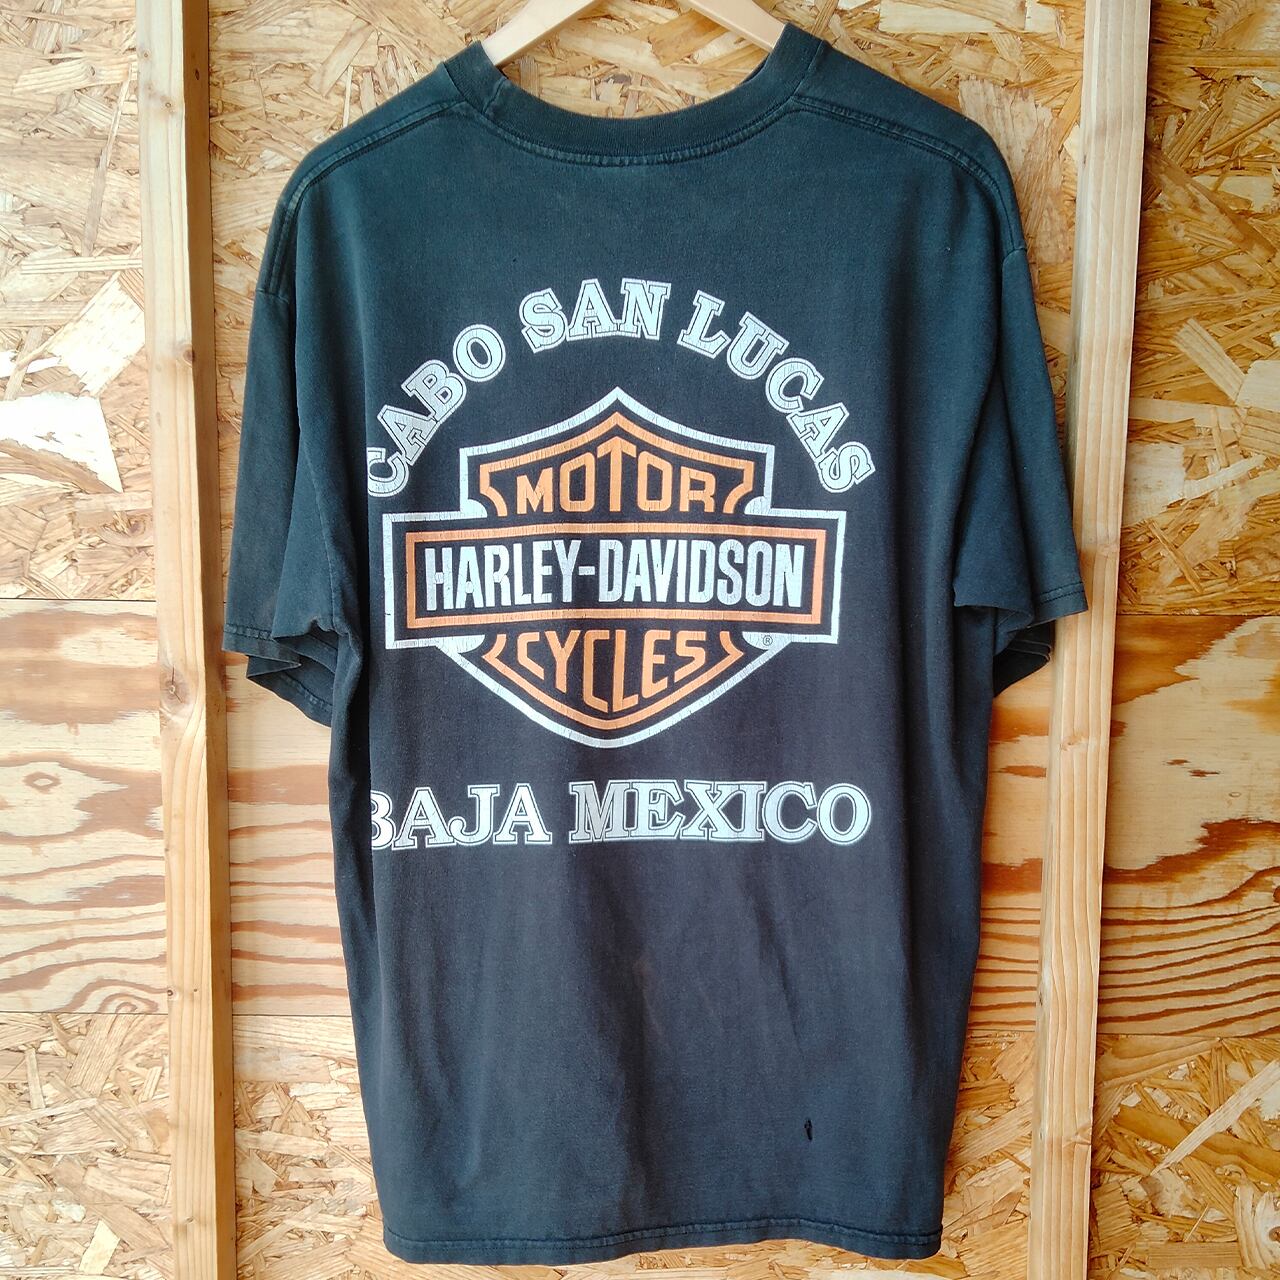 CABO SAN LUCAS
MOTOR
HARLEY-DAVIDSON
CYCLES
®
BAJA MEXICO